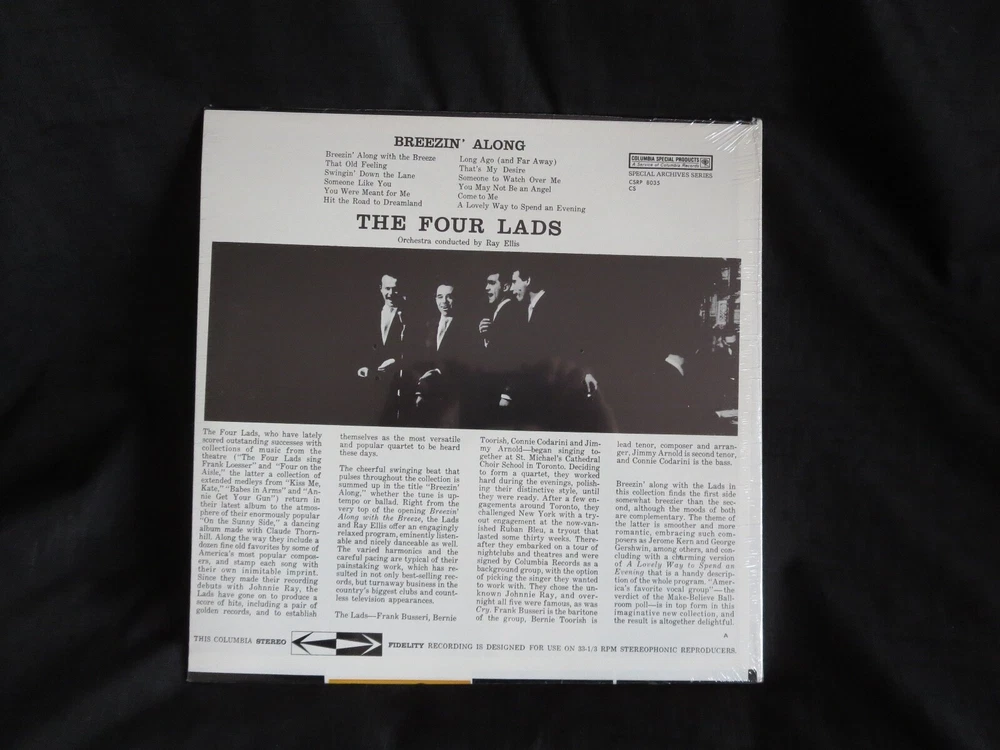 BREEZIN' ALONG
Breezin' Along with the Breeze
That Old Feeling
Swingin' Down the Lane
Someone Like You
You Were Meant for Me
Hit the Road to Dreamland
Long Ago (and Far Away)
That's My Desire
Someone to Watch Over Me
You May Not Be an Angel
Come to Me
A Lovely Way to Spend an Evening
COLUMBIA SPECIAL PRODUCTS
A Service of Columbia Records
SPECIAL ARCHIVES SERIES
CSRP 8035
CS
THE FOUR LADS
Orchestra conducted by Ray Ellis
The Four Lads, who have lately
scored outstanding successes with
collections of music from the
theatre ("The Four Lads sing
Frank Loesser" and "Four on the
Aisle," the latter a collection of
extended medleys from "Kiss Me,
Kate," "Babes in Arms" and "An-
nie Get Your Gun") return in
their latest album to the atmos-
phere of their enormously popular
"On the Sunny Side," a dancing
album made with Claude Thorn-
hill. Along the way they include a
dozen fine old favorites by some of
America's most popular compos-
ers, and stamp each song with
their own inimitable imprint.
Since they made their recording
debute with Johnnie Ray, the
Lads have gone on to produce a
score of hits, including a pair of
golden records, and to establish
themselves as the most versatile
and popular quartet to be heard
these days.
The cheerful swinging beat that
pulses throughout the collection is
summed up in the title "Breezin'
Along," whether the tune is up-
tempo or ballad. Right from the
very top of the opening Breezin'
Along with the Breeze, the Lads
and Ray Ellis offer an engagingly
relaxed program, eminently listen-
able and nicely danceable as well.
The varied harmonics and the
careful pacing are typical of their
painstaking work, which has re-
sulted in not only best-selling rec-
ords, but turnaway business in the
country's biggest clubs and count-
less television appearances.
The Lads—Frank Busseri, Bernie
Toorish, Connie Codarini and Jim-
my Arnold—began singing to-
gether at St. Michael's Cathedral
Choir School in Toronto. Deciding
to form a quartet, they worked
hard during the evenings, polish-
ing their distinctive style, until
they were ready. After a few en-
gagements around Toronto, they
challenged New York with a try-
out engagement at the now-van-
ished Ruban Bleu, a tryout that
lasted some thirty weeks. There-
after they embarked on a tour of
nightclubs and theatres and were
signed by Columbia Records as a
background group, with the option
of picking the singer they wanted
to work with. They chose the un-
known Johnnie Ray, and over-
night all five were famous, as was
Cry. Frank Busseri is the baritone
of the group, Bernie Toorish is
lead tenor, composer and arran-
ger, Jimmy Arnold is second tenor,
and Connie Codarini is the bass.
Breezin' along with the Lads in
this collection finds the first side
somewhat breezier than the sec-
ond, although the moods of both
are complementary. The theme of
the latter is smoother and more
romantic, embracing such com-
posers as Jerome Kern and George
Gershwin, among others, and con-
cluding with a charming version
of A Lovely Way to Spend an
Evening that is a handy descrip-
tion of the whole program. "Amer-
ica's favorite vocal group"—the
verdict of the Make-Believe Ball-
room poll—is in top form in this
imaginative new collection, and
the result is altogether delightful.
A
THIS COLUMBIA STEREO FIDELITY RECORDING IS DESIGNED FOR USE ON 33-1/3 RPM STEREOPHONIC REPRODUCERS.